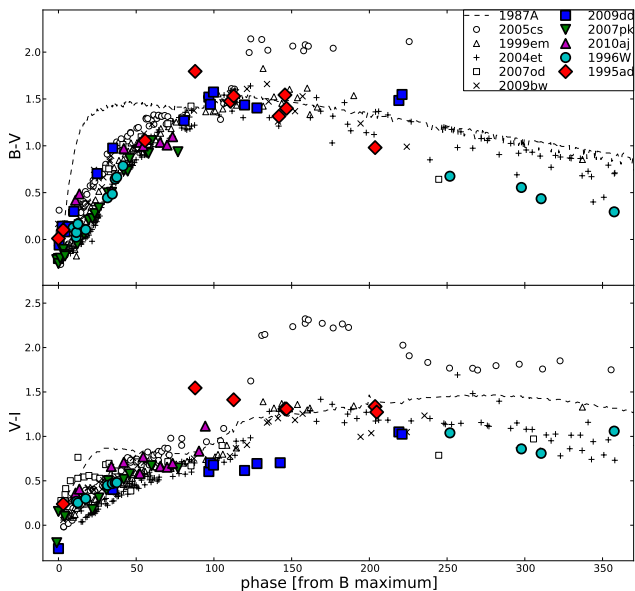 1987A 2009dd
2005cs 2007pk
1999em 2010aj
2004et 1996W
2007od 1995ad
2009bw
2.0
1.5
1.0
0.5
0.0
B-V
2.5
2.0
1.5
1.0
0.5
0.0
V-I
0 50 100 150 200 250 300 350
phase [from B maximum]